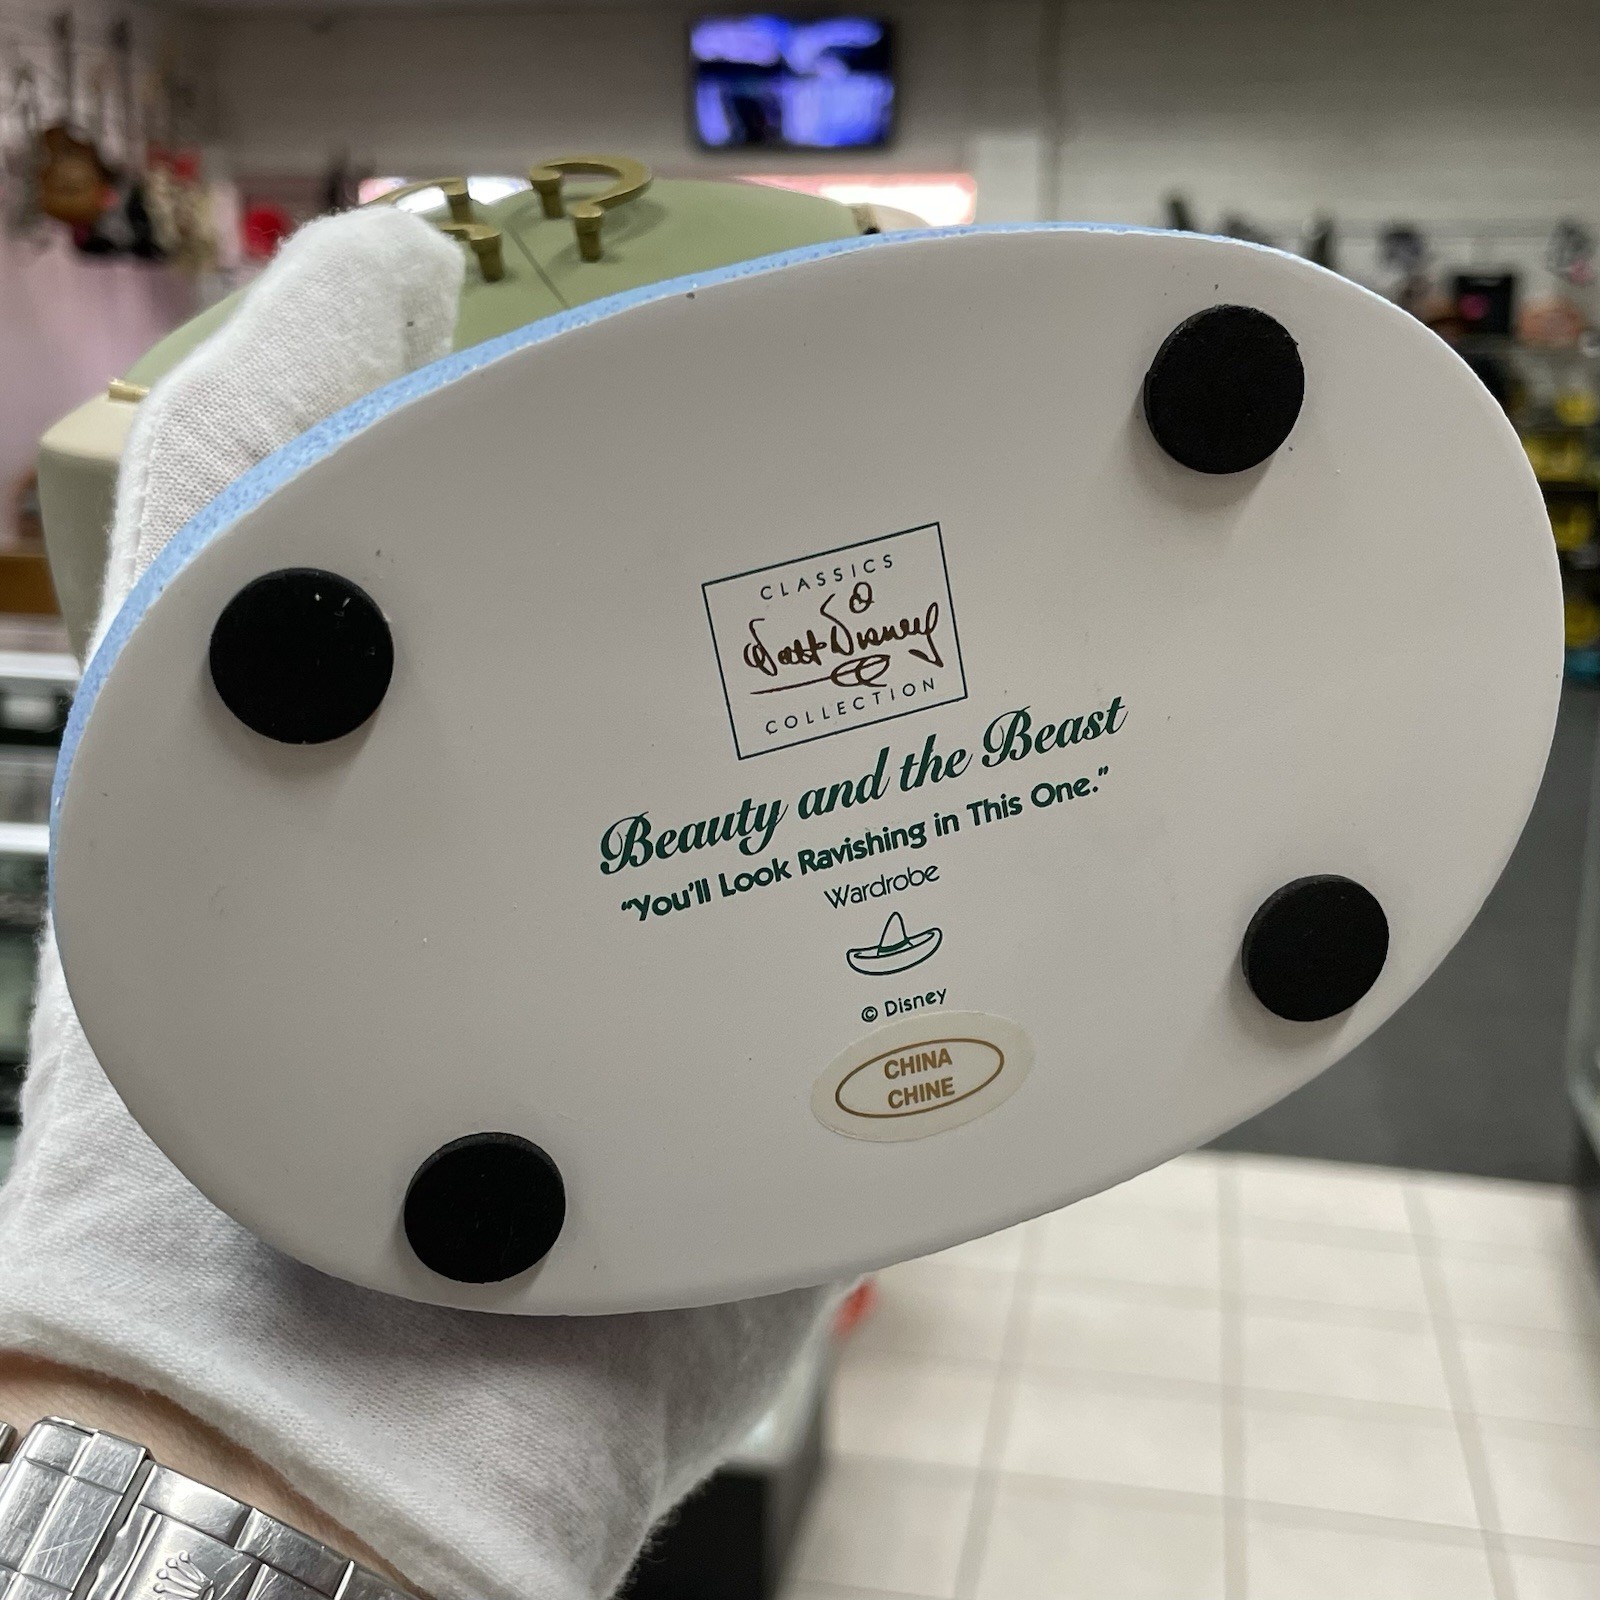 CLASSICS
Walt Disney
COLLECTION
Beauty and the Beast
“You’ll Look Ravishing in This One.”
Wardrobe
© Disney
CHINA
CHINE